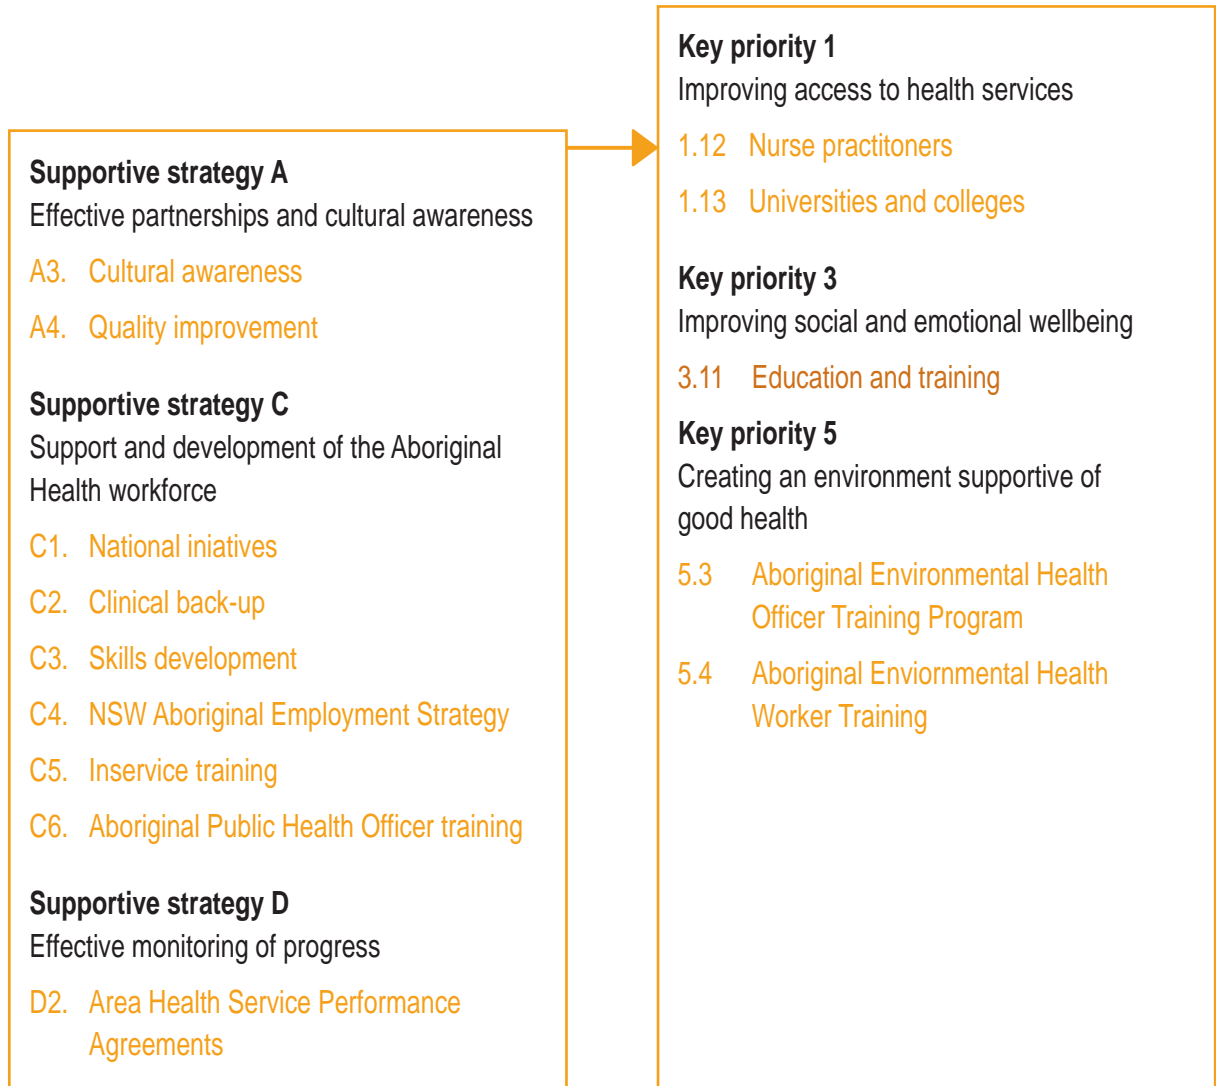 Supportive strategy A
Effective partnerships and cultural awareness
A3. Cultural awareness
A4. Quality improvement
Supportive strategy C
Support and development of the Aboriginal
Health workforce
C1. National iniatives
C2. Clinical back-up
C3. Skills development
C4. NSW Aboriginal Employment Strategy
C5. Inservice training
C6. Aboriginal Public Health Officer training
Supportive strategy D
Effective monitoring of progress
D2. Area Health Service Performance
Agreements
Key priority 1
Improving access to health services
1.12 Nurse practitoners
1.13 Universities and colleges
Key priority 3
Improving social and emotional wellbeing
3.11 Education and training
Key priority 5
Creating an environment supportive of
good health
5.3 Aboriginal Environmental Health
Officer Training Program
5.4 Aboriginal Enviornmental Health
Worker Training